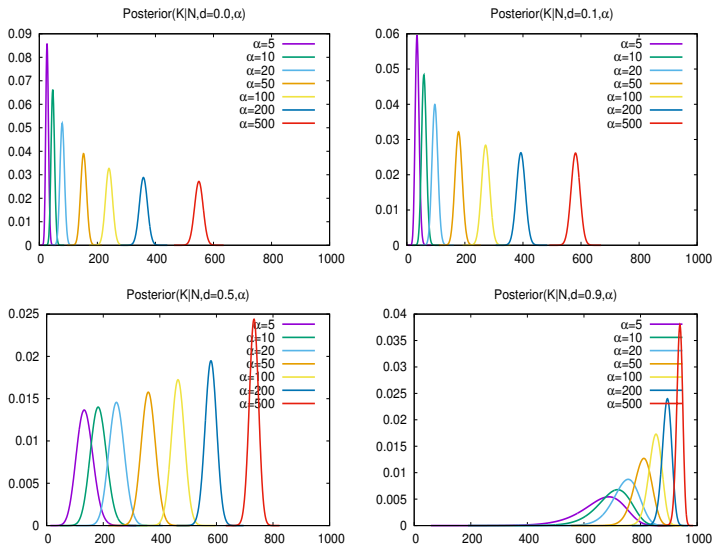 Posterior(K|N,d=0.0,α)
0.09
0.08
0.07
0.06
0.05
0.04
0.03
0.02
0.01
0
0 200 400 600 800 1000
α=5
α=10
α=20
α=50
α=100
α=200
α=500
Posterior(K|N,d=0.1,α)
0.06
0.05
0.04
0.03
0.02
0.01
0
0 200 400 600 800 1000
α=5
α=10
α=20
α=50
α=100
α=200
α=500
Posterior(K|N,d=0.5,α)
0.025
0.02
0.015
0.01
0.005
0
0 200 400 600 800 1000
α=5
α=10
α=20
α=50
α=100
α=200
α=500
Posterior(K|N,d=0.9,α)
0.04
0.035
0.03
0.025
0.02
0.015
0.01
0.005
0
0 200 400 600 800 1000
α=5
α=10
α=20
α=50
α=100
α=200
α=500